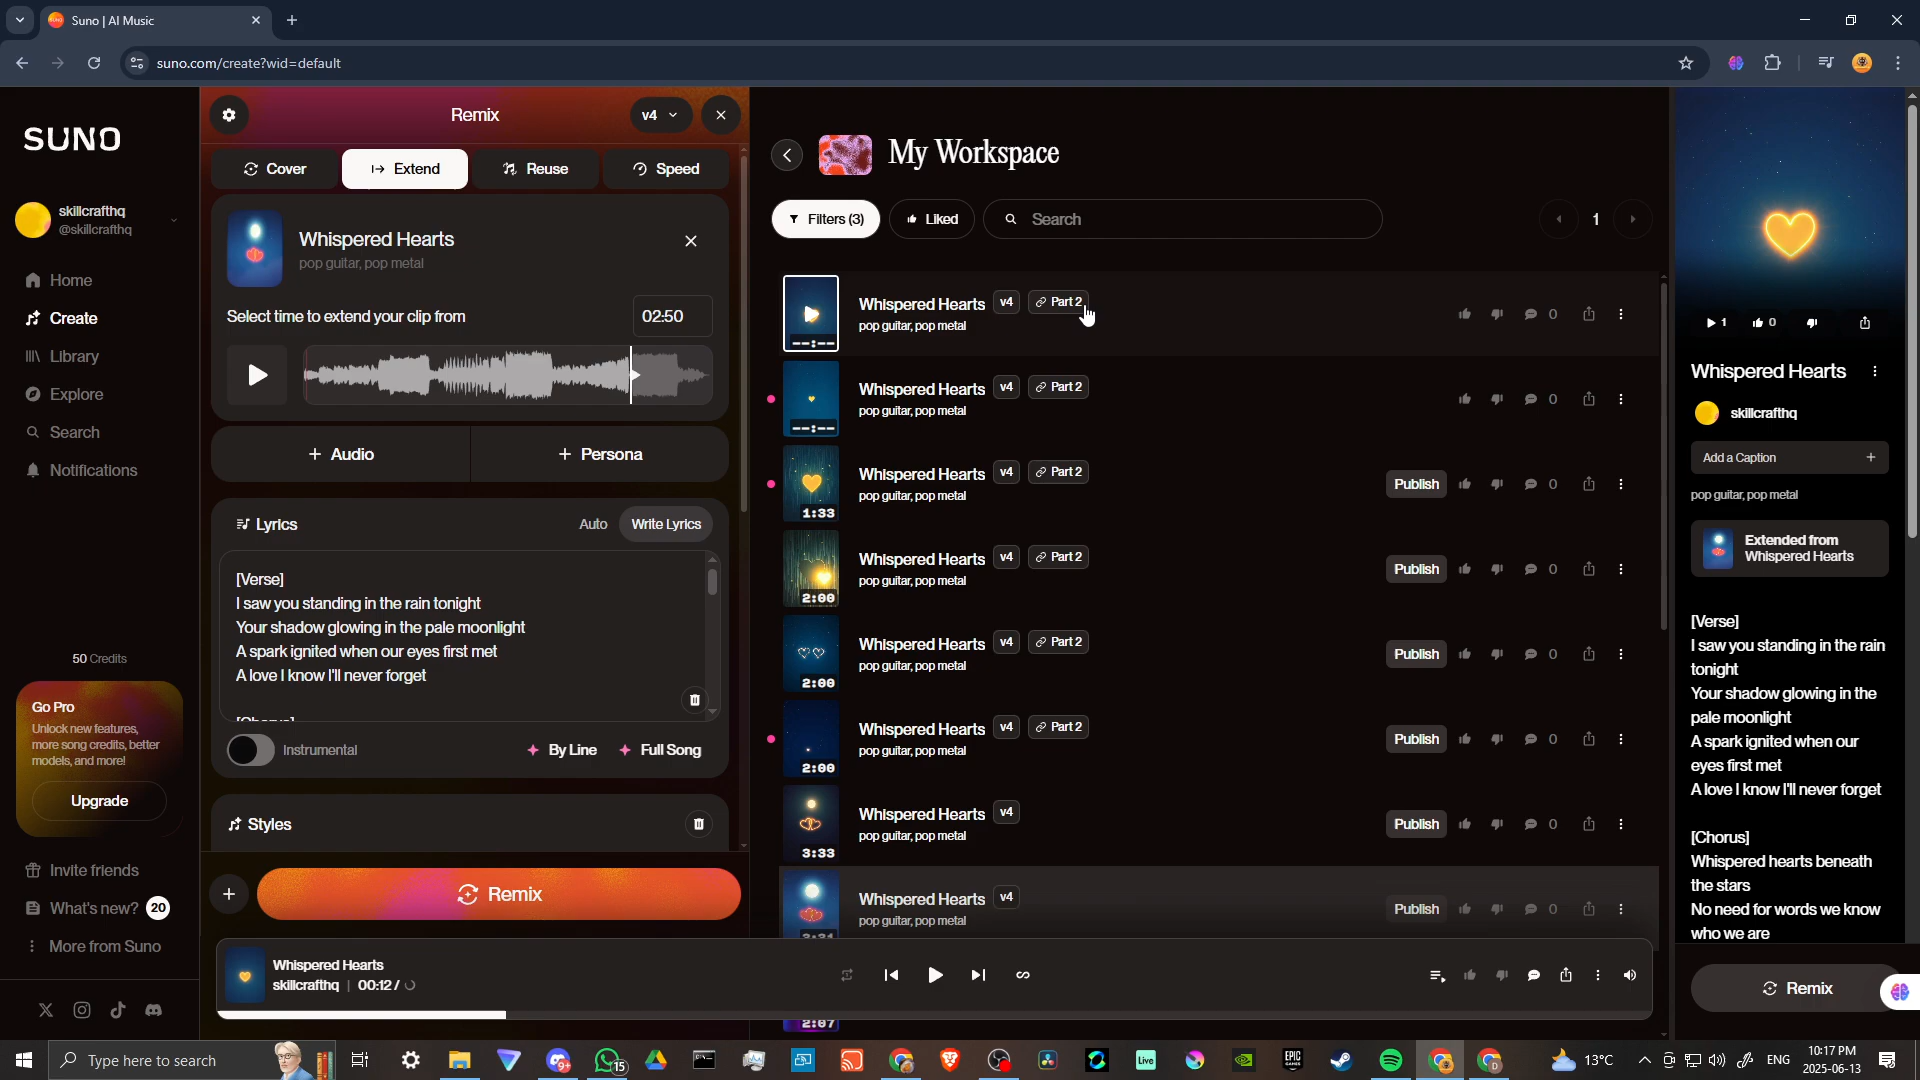 Suno | AI Music
suno.com/create?wid=default
SUNO
skillcrafthq
@skillcrafthq
Home
Create
Library
Explore
Search
Notifications
50 Credits
Go Pro
Unlock new features,
more song credits, better
models, and more!
Upgrade
Invite friends
What's new? 20
More from Suno
Remix
v4
Cover
Extend
Reuse
Speed
Whispered Hearts
pop guitar, pop metal
Select time to extend your clip from
02:50
+ Audio
+ Persona
Lyrics
Auto
Write Lyrics
[Verse]
I saw you standing in the rain tonight
Your shadow glowing in the pale moonlight
A spark ignited when our eyes first met
A love I know I'll never forget
[Chorus]
Instrumental
By Line
Full Song
Styles
Remix
My Workspace
Filters (3)
Liked
Search
1
Whispered Hearts v4 Part 2
pop guitar, pop metal
--:--
0
Whispered Hearts v4 Part 2
pop guitar, pop metal
--:--
0
Whispered Hearts v4 Part 2
pop guitar, pop metal
1:33
Publish 0
Whispered Hearts v4 Part 2
pop guitar, pop metal
2:00
Publish 0
Whispered Hearts v4 Part 2
pop guitar, pop metal
2:00
Publish 0
Whispered Hearts v4 Part 2
pop guitar, pop metal
2:00
Publish 0
Whispered Hearts v4
pop guitar, pop metal
3:33
Publish 0
Whispered Hearts v4
pop guitar, pop metal
Publish 0
2:07
Whispered Hearts
skillcrafthq | 00:12 /
1
0
Whispered Hearts
skillcrafthq
Add a Caption +
pop guitar, pop metal
Extended from
Whispered Hearts
[Verse]
I saw you standing in the rain
tonight
Your shadow glowing in the
pale moonlight
A spark ignited when our
eyes first met
A love I know I'll never forget
[Chorus]
Whispered hearts beneath
the stars
No need for words we know
who we are
Remix
Type here to search
9+
15
Live
EPIC GAMES
D
13°C
ENG
10:17 PM
2025-06-13